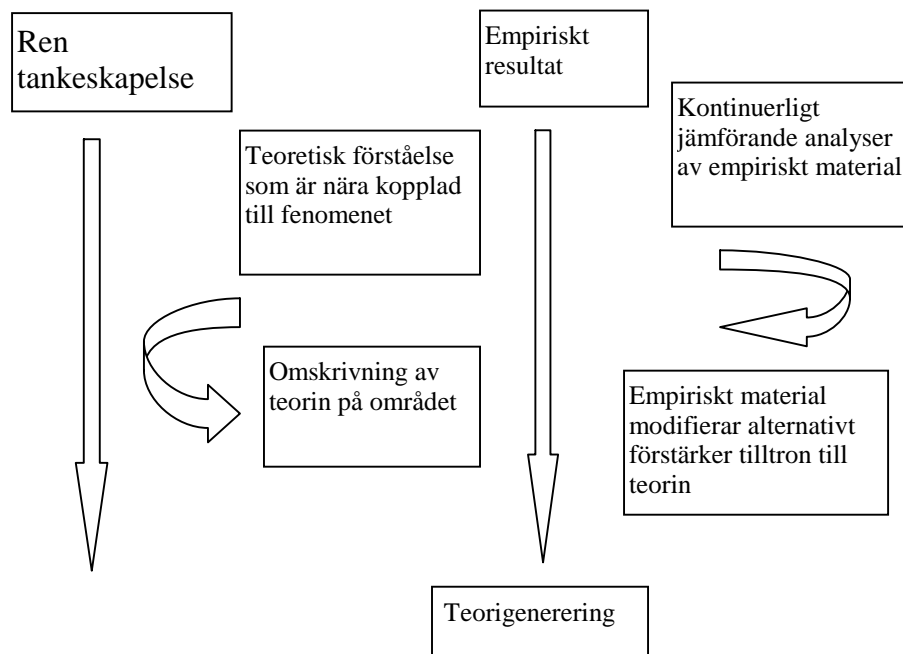 Ren
tankeskapelse
Empiriskt
resultat
Kontinuerligt
jämförande analyser
av empiriskt material
Teoretisk förståelse
som är nära kopplad
till fenomenet
Omskrivning av
teorin på området
Empiriskt material
modifierar alternativt
förstärker tilltron till
teorin
Teorigenerering